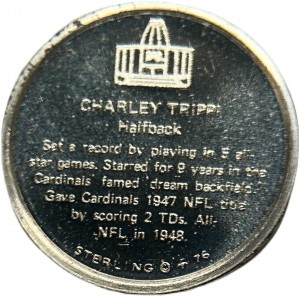 CHARLEY TRIPPI
Halfback
Set a record by playing in 5 all
star games. Starred for 9 years in the
Cardinals' famed "dream backfield."
Gave Cardinals 1947 NFL title
by scoring 2 TDs. All-
NFL in 1948.
STERLING © 76